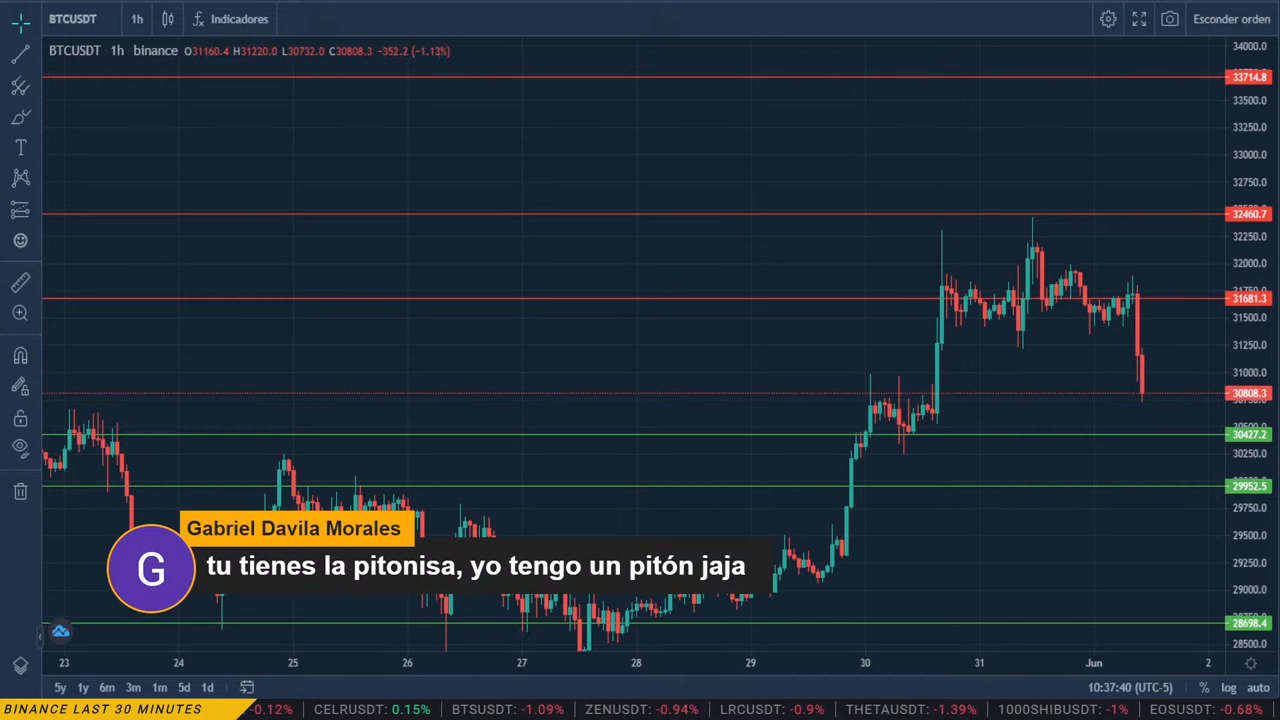 BTCUSDT 1h Indicadores Esconder orden
BTCUSDT · 1h · binance O31160.4 H31220.0 L30732.0 C30808.3 -352.2 (-1.13%)
34000.0
33714.8
33500.0
33250.0
33000.0
32750.0
32460.7
32250.0
32000.0
31681.3
31500.0
31250.0
31000.0
30808.3
30427.2
30250.0
29952.5
29750.0
29500.0
29250.0
29000.0
28698.4
28500.0
Gabriel Davila Morales
G
tu tienes la pitonisa, yo tengo un pitón jaja
23 24 25 26 27 28 29 30 31 Jun 2
5y 1y 6m 3m 1m 5d 1d 10:37:40 (UTC-5) % log auto
BINANCE LAST 30 MINUTES -0.12% CELRUSDT: 0.15% BTSUSDT: -1.09% ZENUSDT: -0.94% LRCUSDT: -0.9% THETAUSDT: -1.39% 1000SHIBUSDT: -1% EOSUSDT: -0.68%